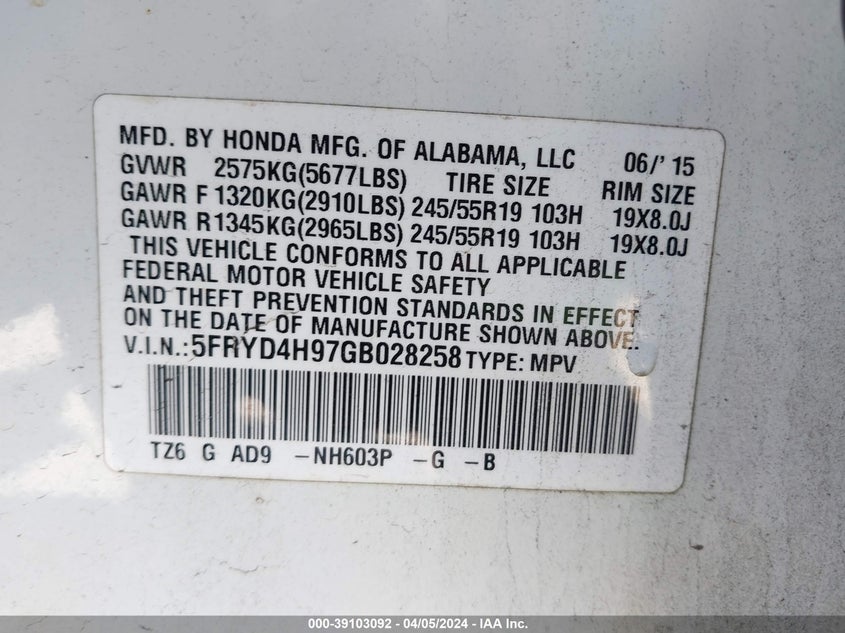 MFD. BY HONDA MFG. OF ALABAMA, LLC 06/' 15
GVWR 2575KG(5677LBS) TIRE SIZE RIM SIZE
GAWR F 1320KG(2910LBS) 245/55R19 103H 19X8.0J
GAWR R1345KG(2965LBS) 245/55R19 103H 19X8.0J
THIS VEHICLE CONFORMS TO ALL APPLICABLE
FEDERAL MOTOR VEHICLE SAFETY
AND THEFT PREVENTION STANDARDS IN EFFECT
ON THE DATE OF MANUFACTURE SHOWN ABOVE.
V.I.N.:5FRYD4H97GB028258 TYPE: MPV
TZ6 G AD9 -NH603P -G -B
000-39103092 - 04/05/2024 - IAA Inc.